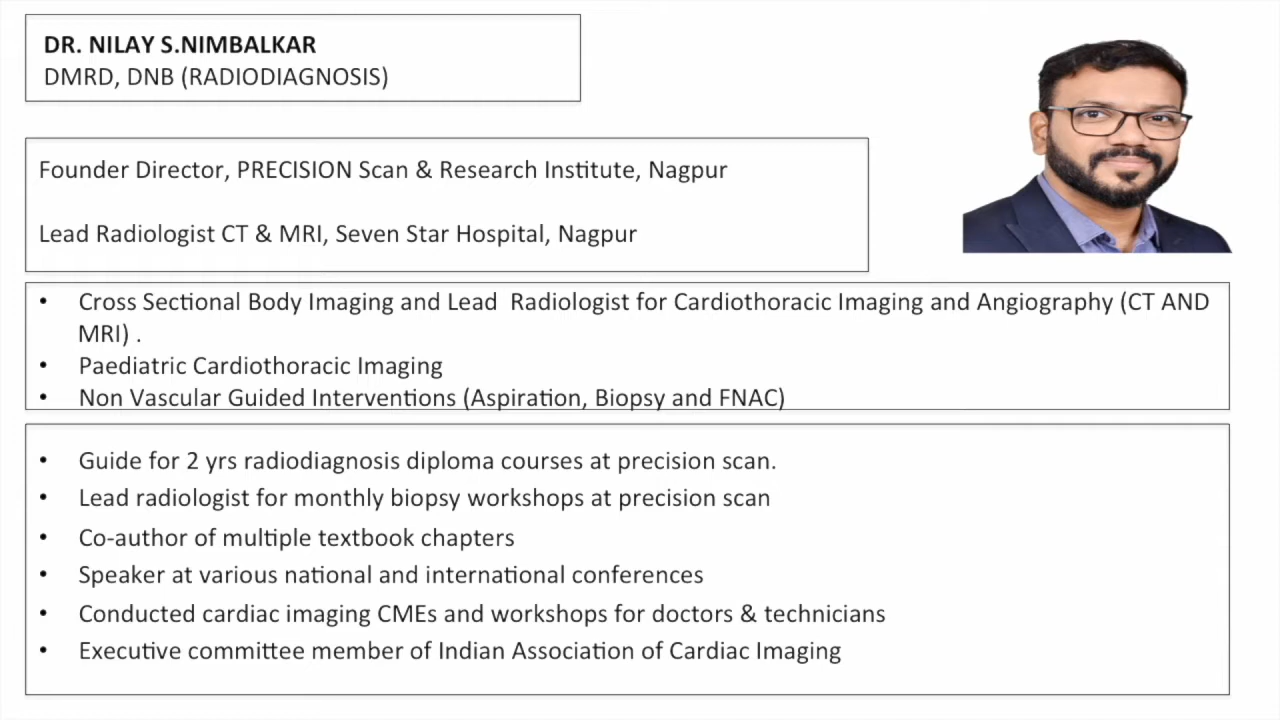 DR. NILAY S.NIMBALKAR
DMRD, DNB (RADIODIAGNOSIS)
Founder Director, PRECISION Scan & Research Institute, Nagpur
Lead Radiologist CT & MRI, Seven Star Hospital, Nagpur
• Cross Sectional Body Imaging and Lead  Radiologist for Cardiothoracic Imaging and Angiography (CT AND
MRI) .
• Paediatric Cardiothoracic Imaging
• Non Vascular Guided Interventions (Aspiration, Biopsy and FNAC)
• Guide for 2 yrs radiodiagnosis diploma courses at precision scan.
• Lead radiologist for monthly biopsy workshops at precision scan
• Co-author of multiple textbook chapters
• Speaker at various national and international conferences
• Conducted cardiac imaging CMEs and workshops for doctors & technicians
• Executive committee member of Indian Association of Cardiac Imaging